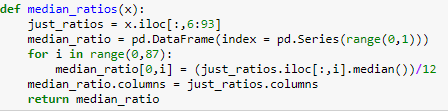 def median_ratios(x):
    just_ratios = x.iloc[:,6:93]
    median_ratio = pd.DataFrame(index = pd.Series(range(0,1)))
    for i in range(0,87):
        median_ratio[0,i] = (just_ratios.iloc[:,i].median())/12
    median_ratio.columns = just_ratios.columns
    return median_ratio